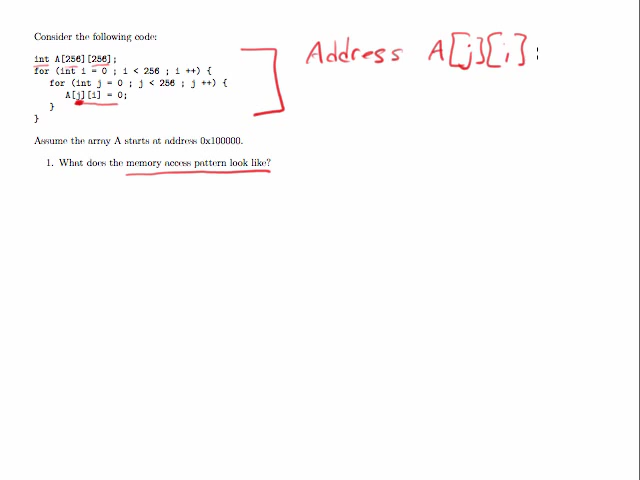 Consider the following code:
Address A[j][i] :
int A[256][256];
for (int i = 0 ; i < 256 ; i ++) {
for (int j = 0 ; j < 256 ; j ++) {
A[j][i] = 0;
}
}
Assume the array A starts at address 0x100000.
1. What does the memory access pattern look like?